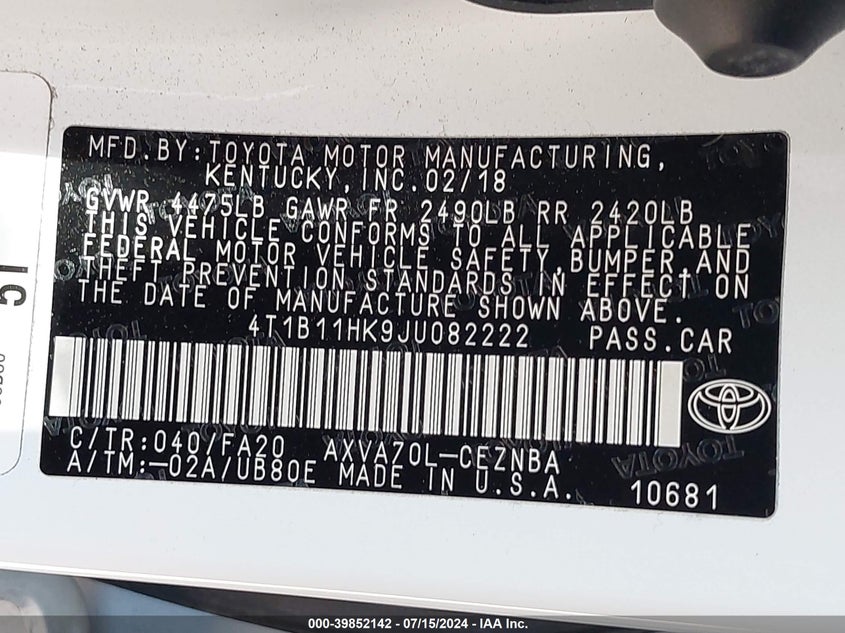 MFD.BY:TOYOTA MOTOR MANUFACTURING,
KENTUCKY, INC.02/18
GVWR 4475LB GAWR FR 2490LB RR 2420LB
THIS VEHICLE CONFORMS TO ALL APPLICABLE
FEDERAL MOTOR VEHICLE SAFETY,BUMPER,AND
THEFT PREVENTION STANDARDS IN EFFECT, ON
THE DATE OF MANUFACTURE SHOWN ABOVE.
4T1B11HK9JU082222 PASS.CAR
C/TR:040/FA20 AXVA70L-CEZNBA
A/TM:-02A/UB80E MADE IN U.S.A. 10681
000-39852142 - 07/15/2024 - IAA Inc.